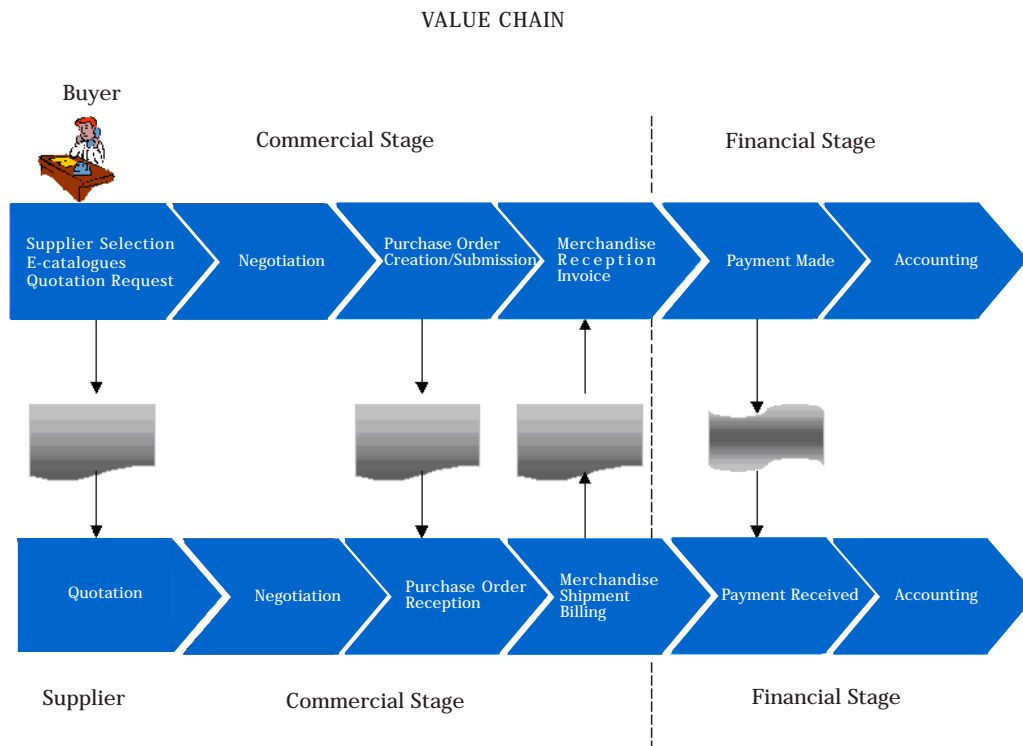 VALUE CHAIN
Buyer
Commercial Stage
Financial Stage
Supplier Selection
E-catalogues
Quotation Request
Negotiation
Purchase Order
Creation/Submission
Merchandise
Reception
Invoice
Payment Made
Accounting
Quotation
Negotiation
Purchase Order
Reception
Merchandise
Shipment
Billing
Payment Received
Accounting
Supplier
Commercial Stage
Financial Stage